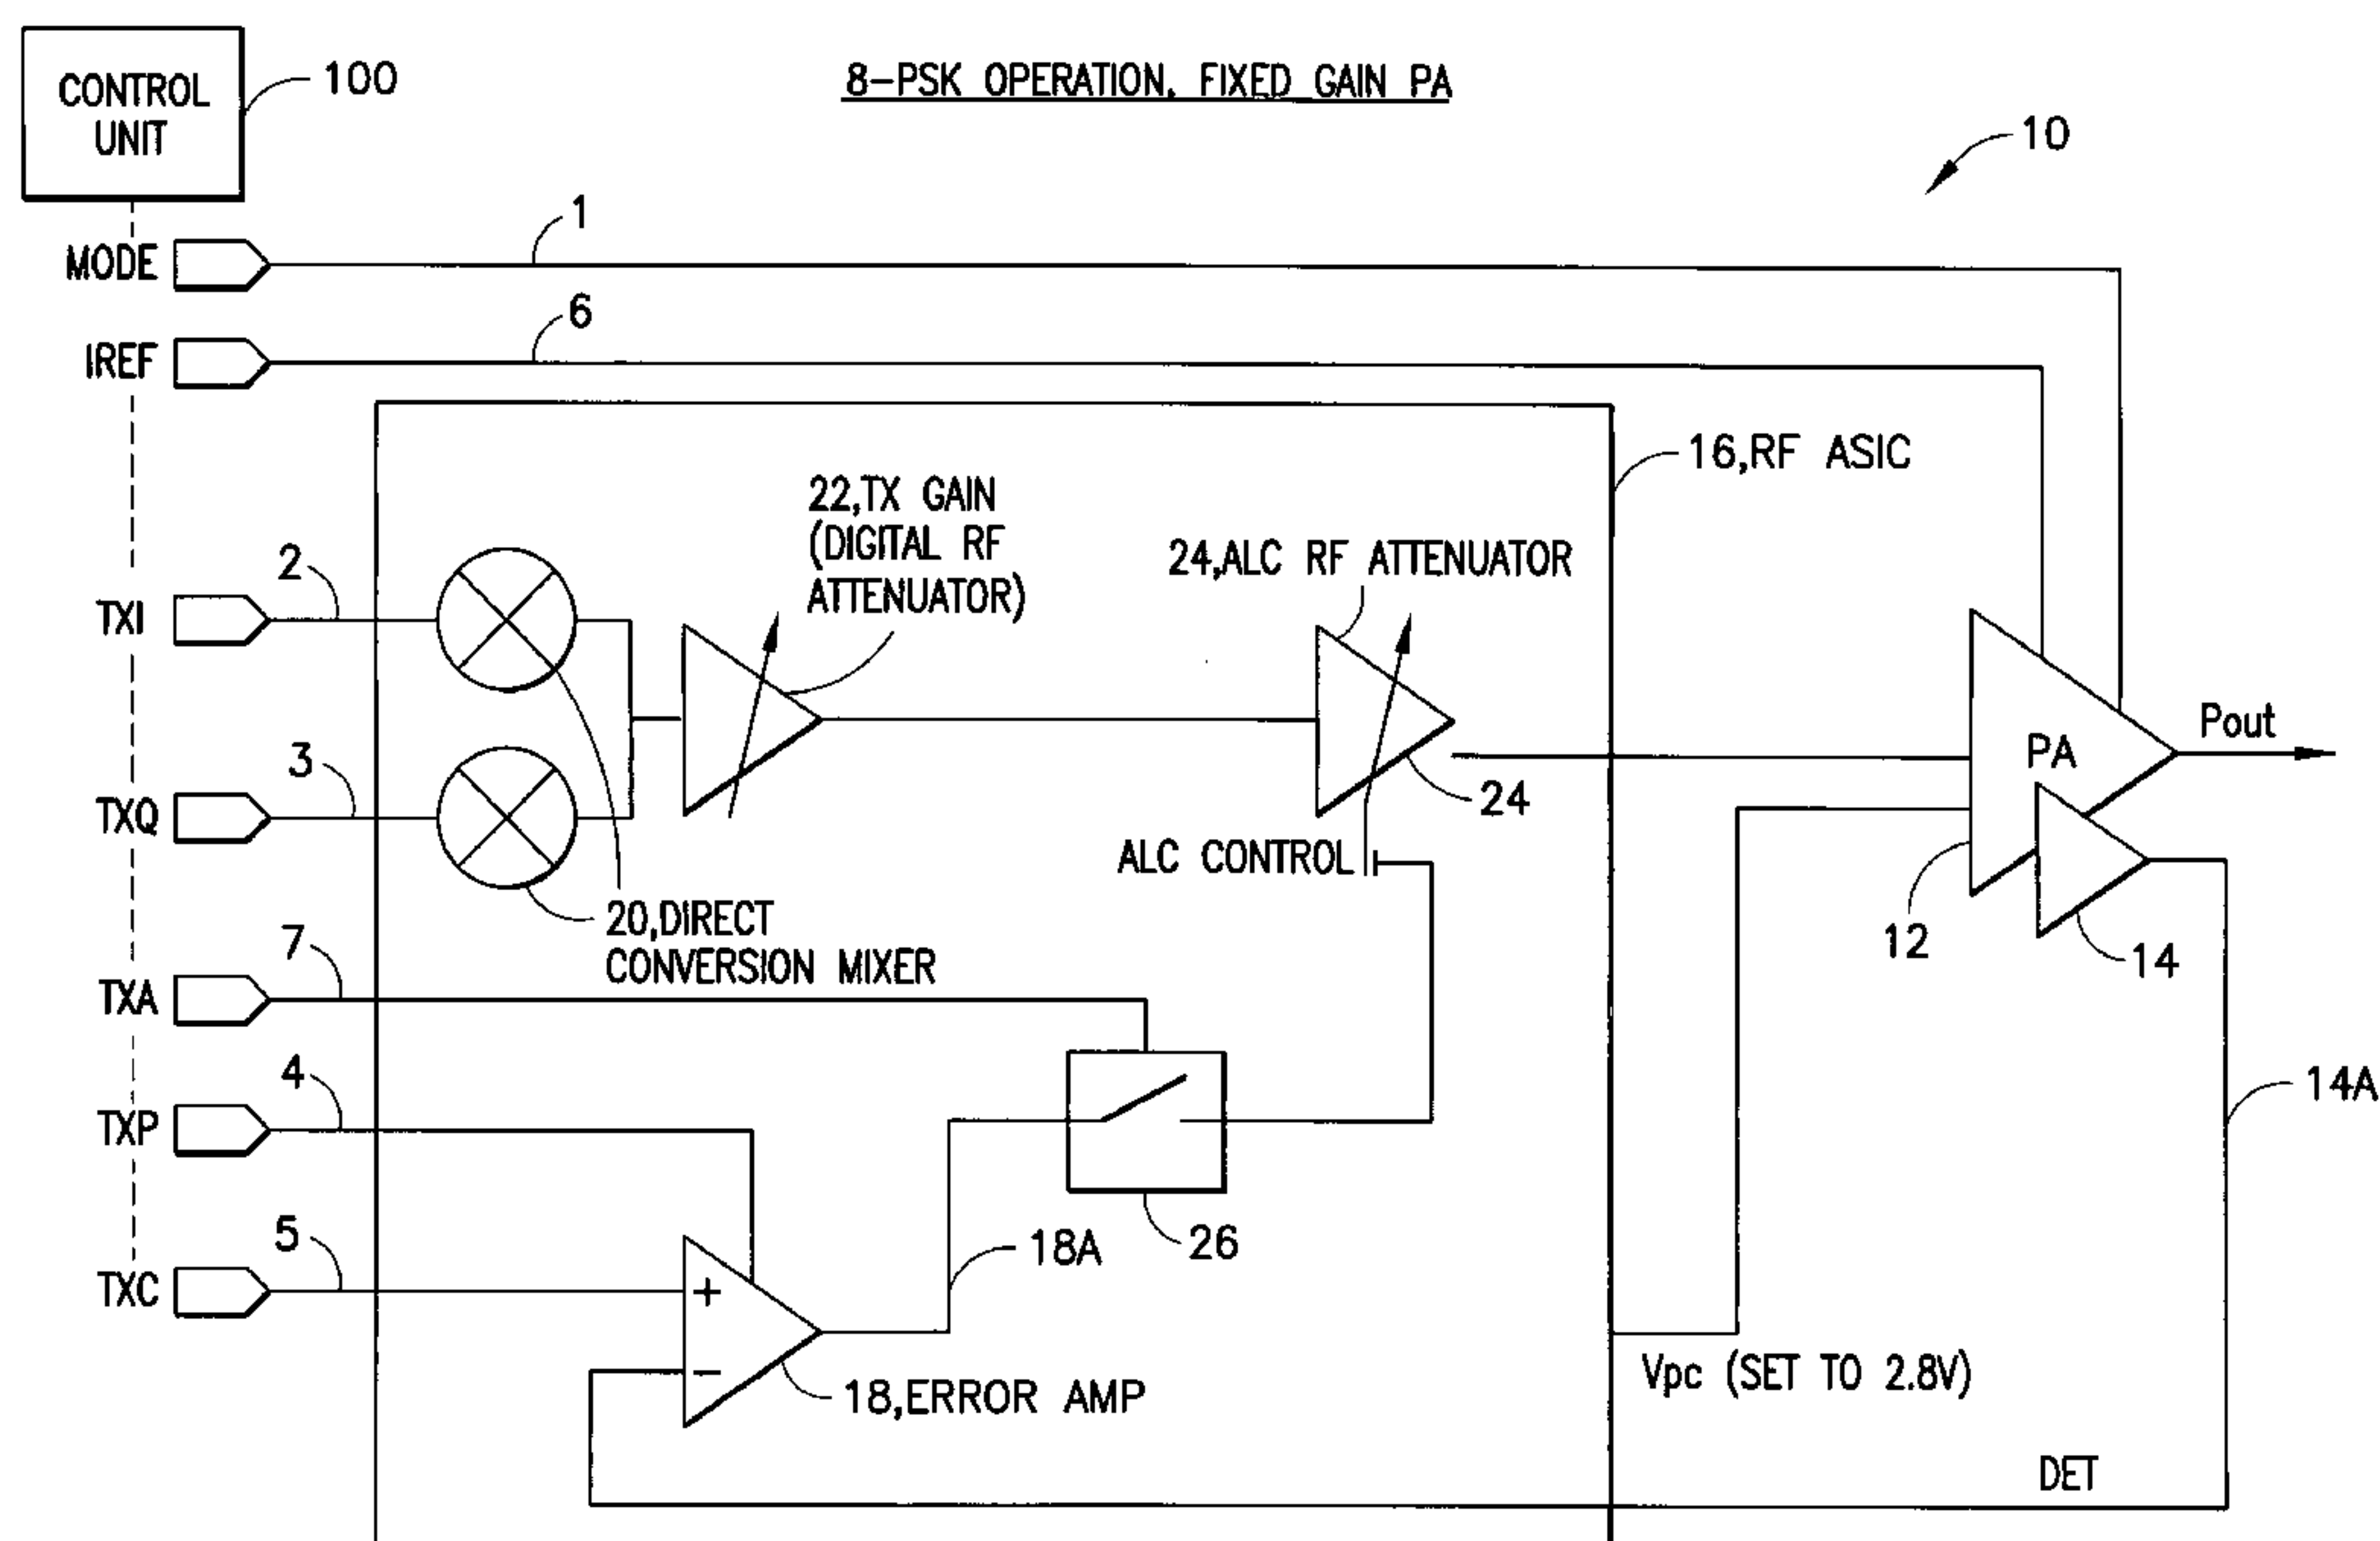 CONTROL
UNIT
100
8-PSK OPERATION. FIXED GAIN PA
10
MODE
1
IREF
6
16,RF ASIC
22,TX GAIN
(DIGITAL RF
ATTENUATOR)
24,ALC RF ATTENUATOR
TXI
2
TXQ
3
PA
Pout
24
ALC CONTROL
12
14
20,DIRECT
CONVERSION MIXER
TXA
7
TXP
4
14A
26
TXC
5
+
-
18A
18,ERROR AMP
Vpc (SET TO 2.8V)
DET